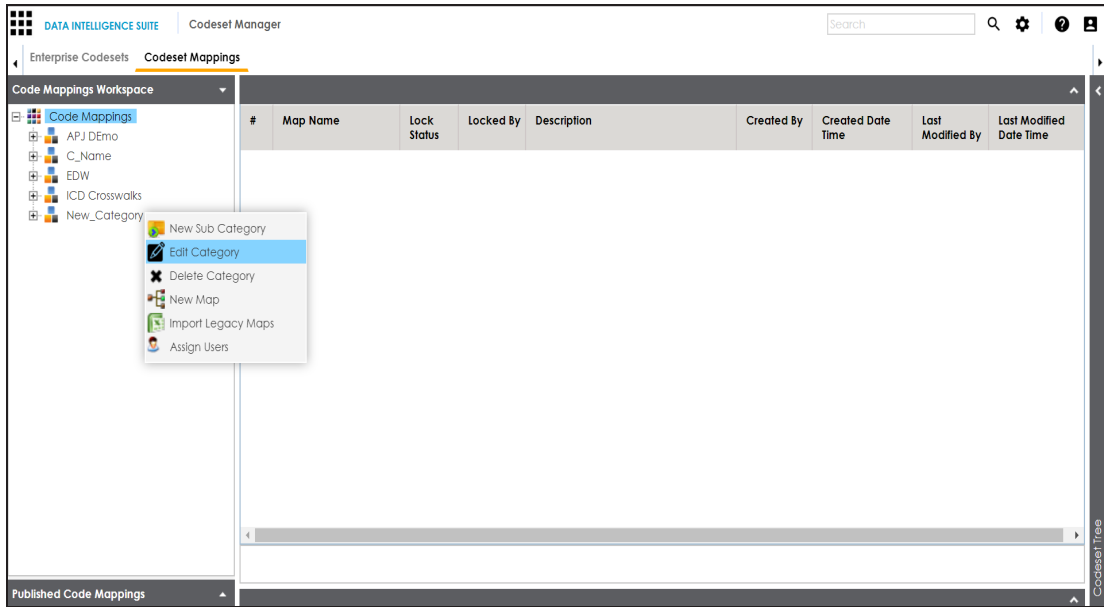 DATA INTELLIGENCE SUITE Codeset Manager Search
Enterprise Codesets Codeset Mappings
Code Mappings Workspace
Code Mappings
APJ DEmo
C_Name
EDW
ICD Crosswalks
New_Category
New Sub Category
Edit Category
Delete Category
New Map
Import Legacy Maps
Assign Users
# Map Name Lock Status Locked By Description Created By Created Date Time Last Modified By Last Modified Date Time
Codeset Tree
Published Code Mappings